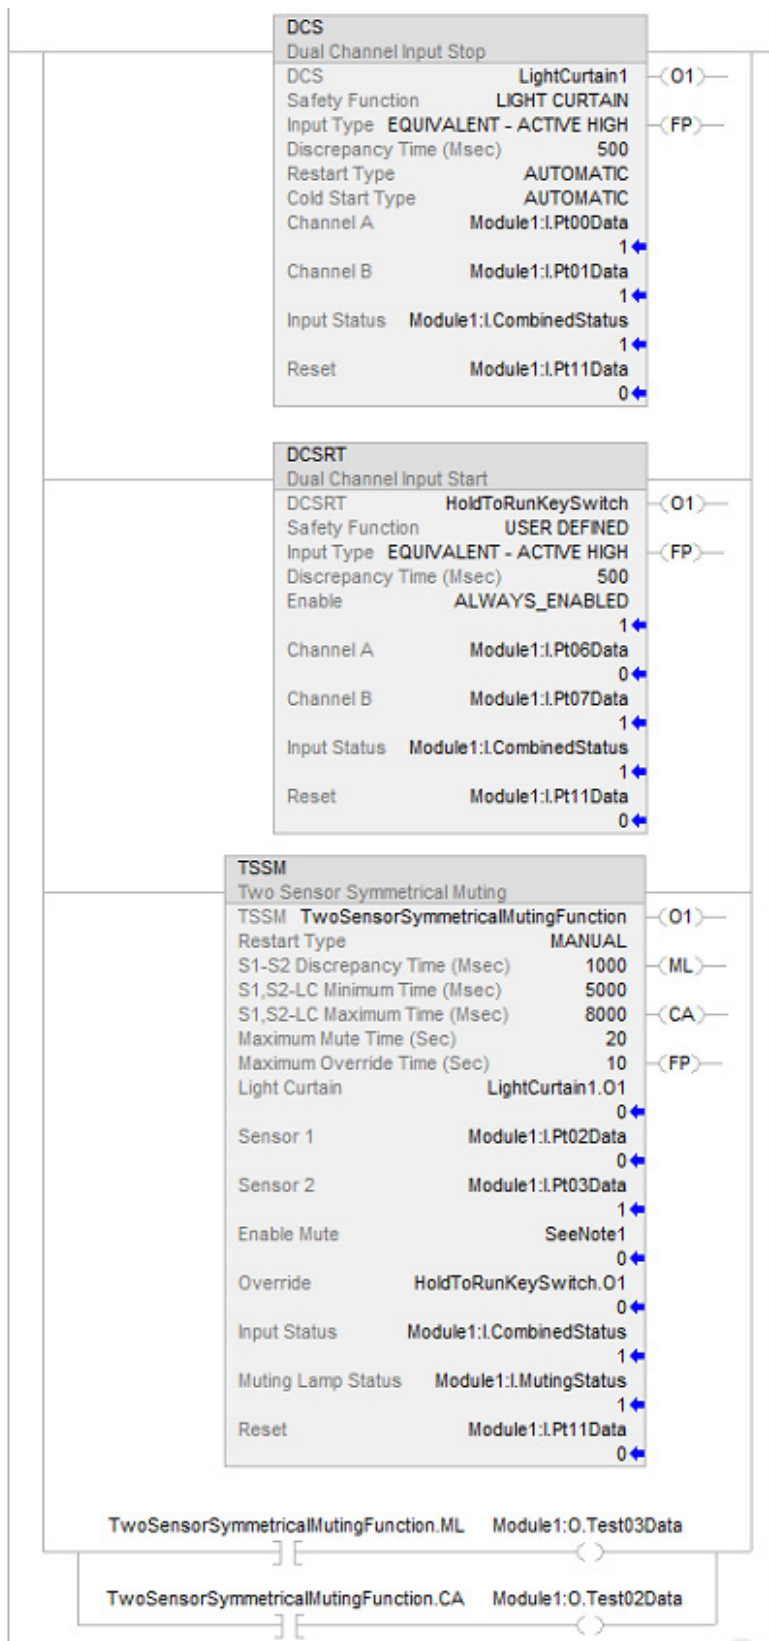 DCS
Dual Channel Input Stop
DCS LightCurtain1 (O1)
Safety Function LIGHT CURTAIN
Input Type EQUIVALENT - ACTIVE HIGH (FP)
Discrepancy Time (Msec) 500
Restart Type AUTOMATIC
Cold Start Type AUTOMATIC
Channel A Module1:I.Pt00Data
1
Channel B Module1:I.Pt01Data
1
Input Status Module1:I.CombinedStatus
1
Reset Module1:I.Pt11Data
0
DCSRT
Dual Channel Input Start
DCSRT HoldToRunKeySwitch (O1)
Safety Function USER DEFINED
Input Type EQUIVALENT - ACTIVE HIGH (FP)
Discrepancy Time (Msec) 500
Enable ALWAYS_ENABLED
1
Channel A Module1:I.Pt06Data
0
Channel B Module1:I.Pt07Data
1
Input Status Module1:I.CombinedStatus
1
Reset Module1:I.Pt11Data
0
TSSM
Two Sensor Symmetrical Muting
TSSM TwoSensorSymmetricalMutingFunction (O1)
Restart Type MANUAL
S1-S2 Discrepancy Time (Msec) 1000 (ML)
S1,S2-LC Minimum Time (Msec) 5000
S1,S2-LC Maximum Time (Msec) 8000 (CA)
Maximum Mute Time (Sec) 20
Maximum Override Time (Sec) 10 (FP)
Light Curtain LightCurtain1.O1
0
Sensor 1 Module1:I.Pt02Data
0
Sensor 2 Module1:I.Pt03Data
1
Enable Mute SeeNote1
0
Override HoldToRunKeySwitch.O1
0
Input Status Module1:I.CombinedStatus
1
Muting Lamp Status Module1:I.MutingStatus
1
Reset Module1:I.Pt11Data
0
TwoSensorSymmetricalMutingFunction.ML Module1:O.Test03Data
TwoSensorSymmetricalMutingFunction.CA Module1:O.Test02Data